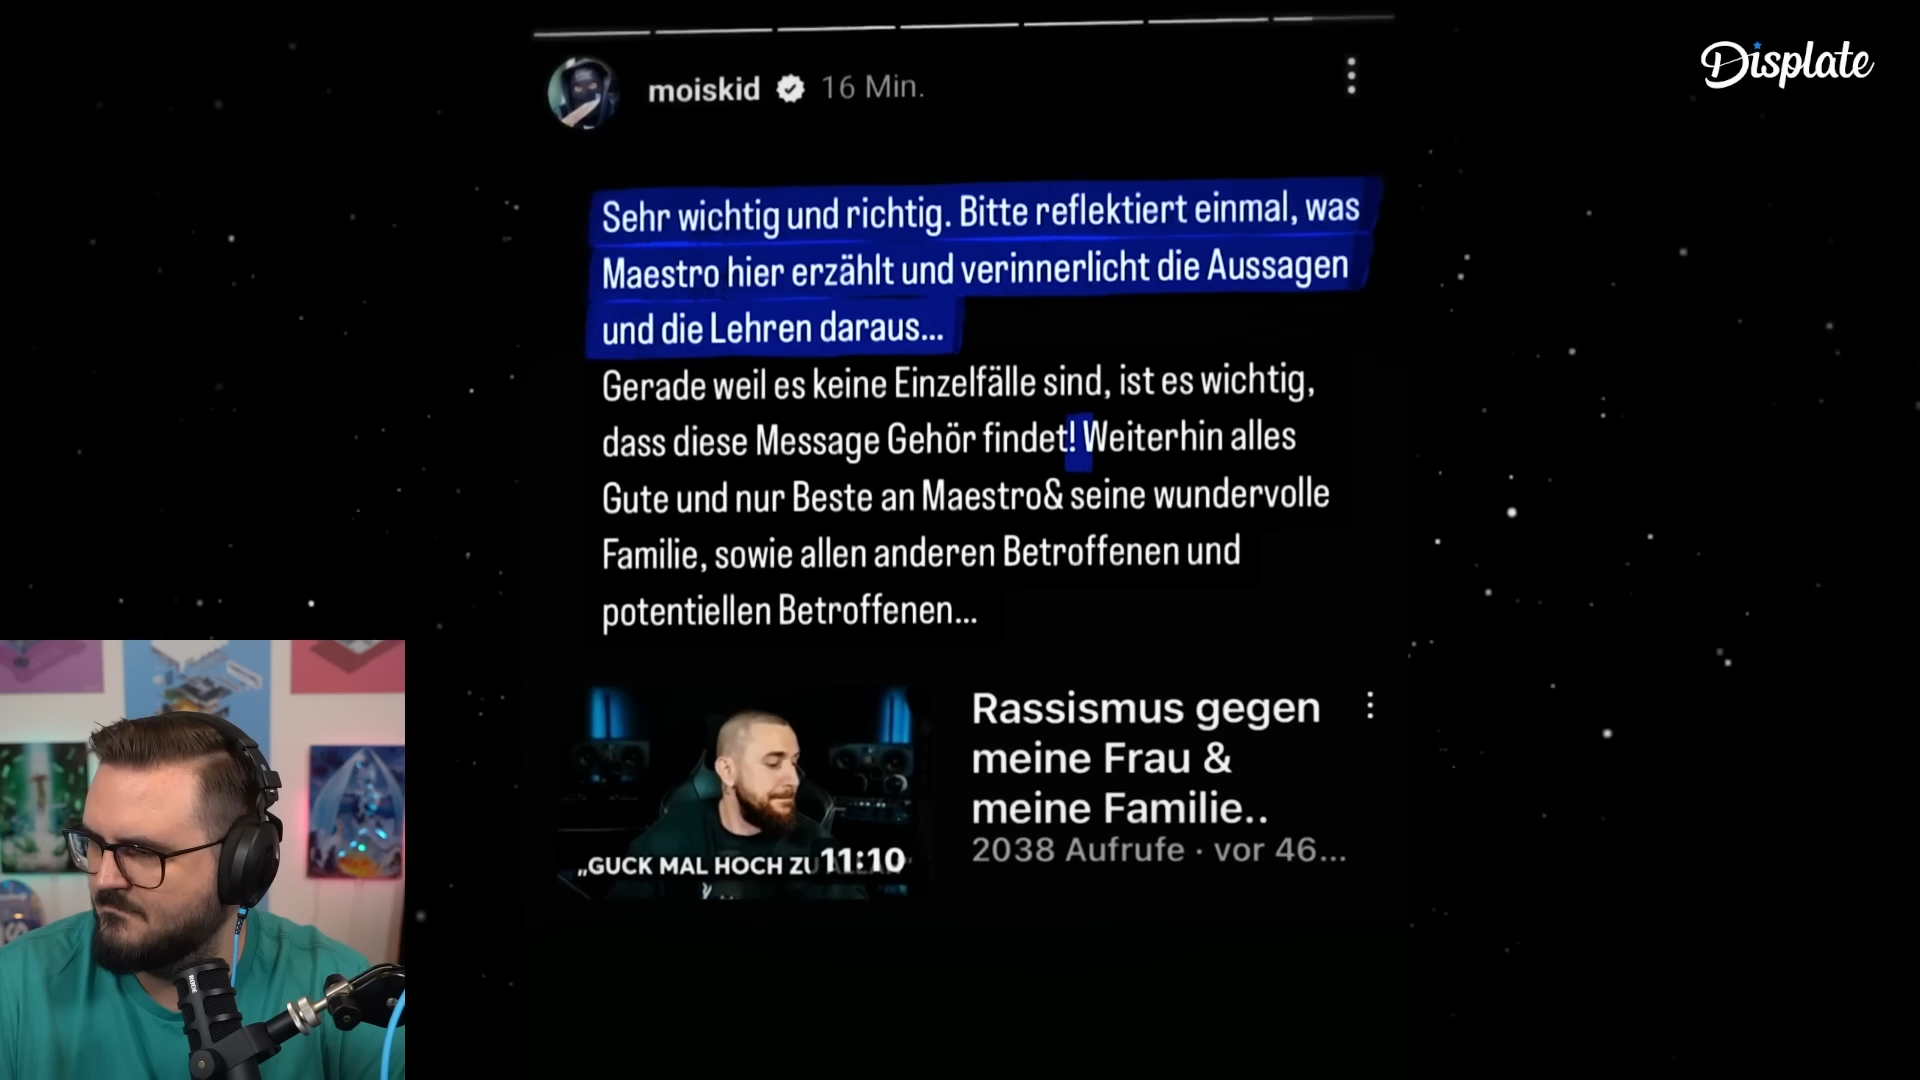 Displate
moiskid 16 Min.
Sehr wichtig und richtig. Bitte reflektiert einmal, was
Maestro hier erzählt und verinnerlicht die Aussagen
und die Lehren daraus...
Gerade weil es keine Einzelfälle sind, ist es wichtig,
dass diese Message Gehör findet! Weiterhin alles
Gute und nur Beste an Maestro& seine wundervolle
Familie, sowie allen anderen Betroffenen und
potentiellen Betroffenen...
Rassismus gegen
meine Frau &
meine Familie..
2038 Aufrufe · vor 46...
„GUCK MAL HOCH ZU
11:10
RODE